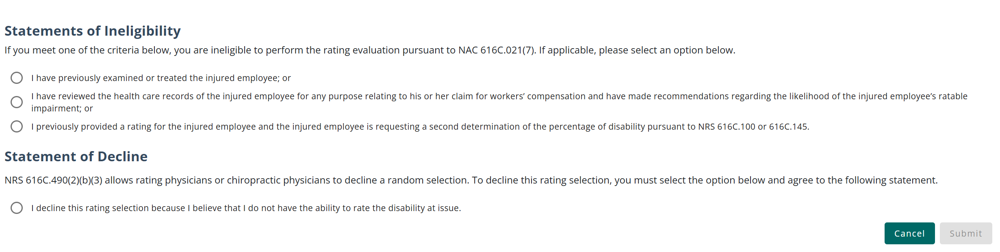 Statements of Ineligibility
If you meet one of the criteria below, you are ineligible to perform the rating evaluation pursuant to NAC 616C.021(7). If applicable, please select an option below.
I have previously examined or treated the injured employee; or
I have reviewed the health care records of the injured employee for any purpose relating to his or her claim for workers’ compensation and have made recommendations regarding the likelihood of the injured employee’s ratable
impairment; or
I previously provided a rating for the injured employee and the injured employee is requesting a second determination of the percentage of disability pursuant to NRS 616C.100 or 616C.145.
Statement of Decline
NRS 616C.490(2)(b)(3) allows rating physicians or chiropractic physicians to decline a random selection. To decline this rating selection, you must select the option below and agree to the following statement.
I decline this rating selection because I believe that I do not have the ability to rate the disability at issue.
Cancel Submit